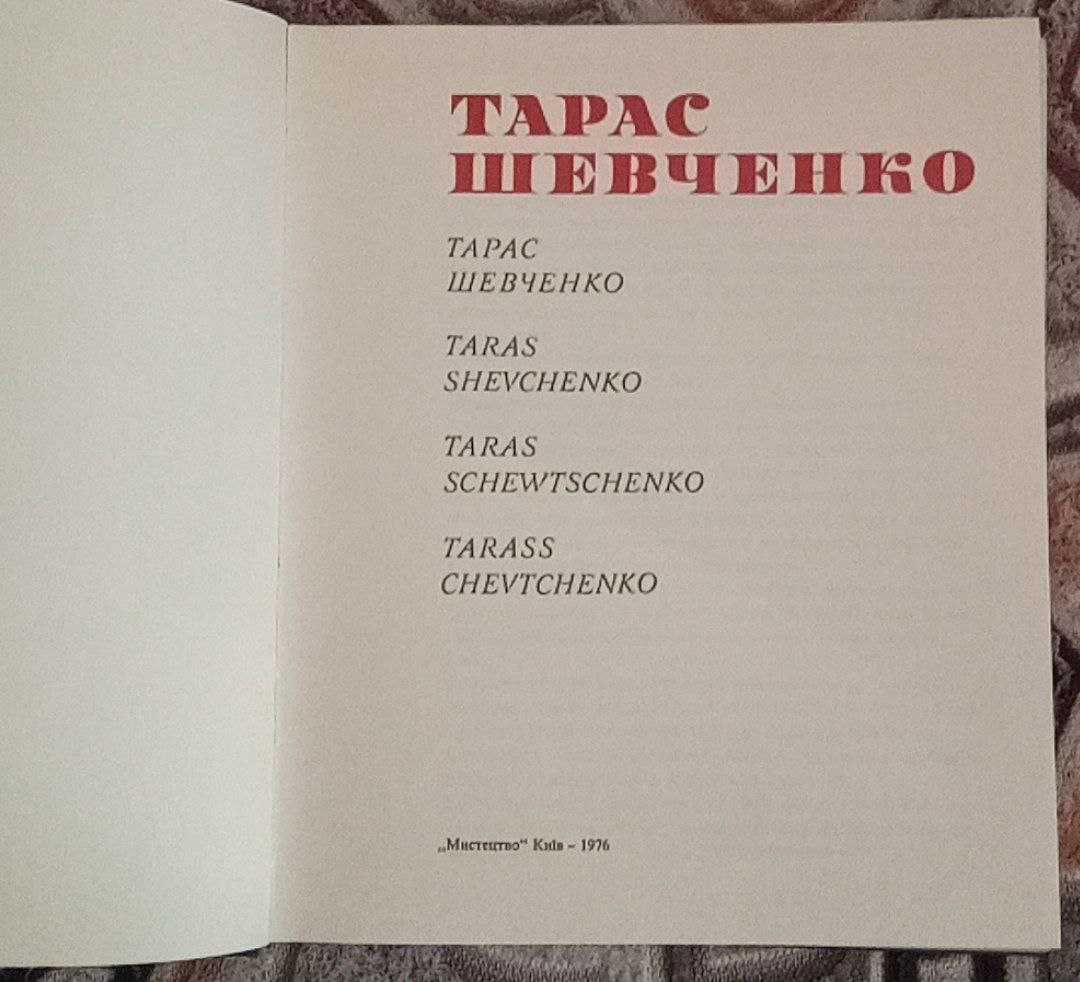 ТАРАС
ШЕВЧЕНКО
ТАРАС
ШЕВЧЕНКО
TARAS
SHEVCHENKO
TARAS
SCHEWTSCHENKO
TARASS
CHEVTCHENKO
„Мистецтво“ Київ – 1976